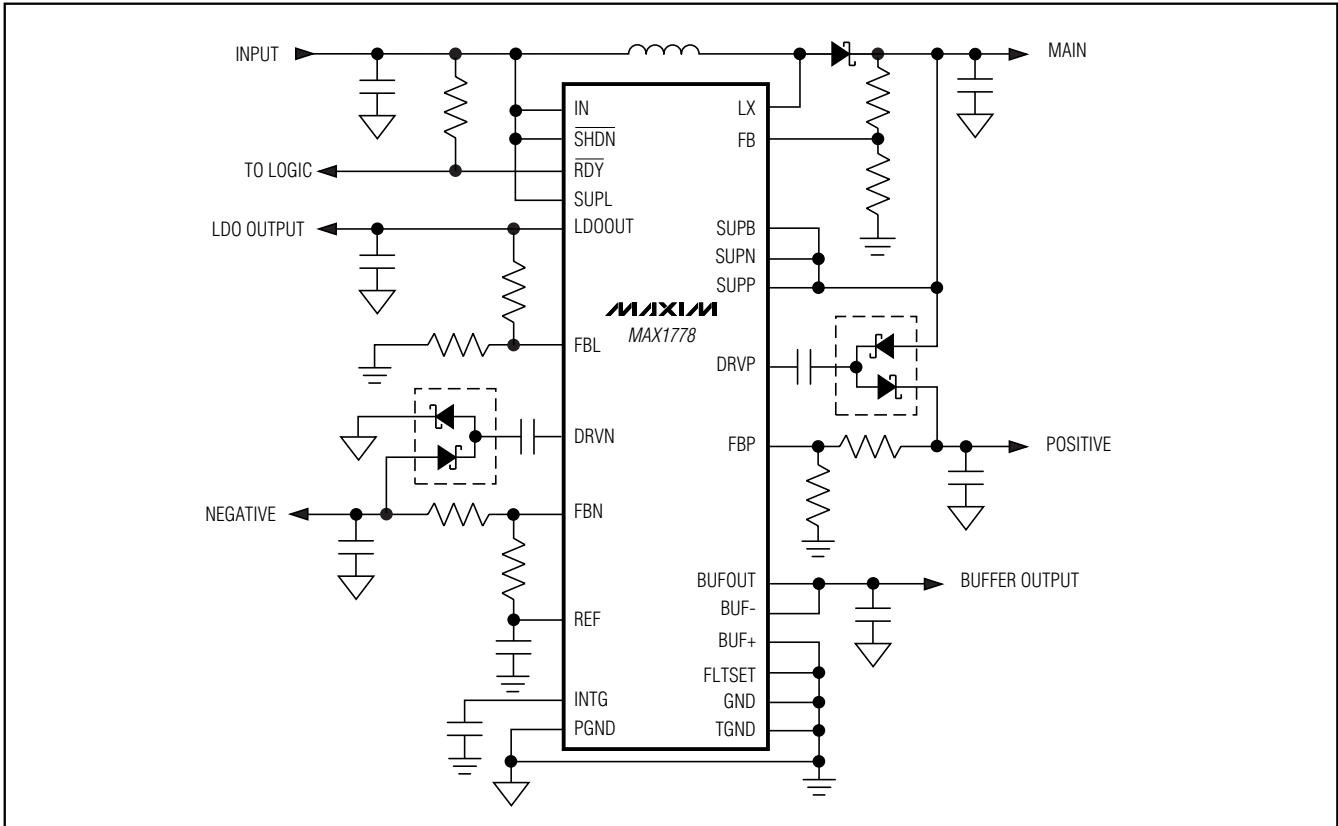 INPUT
MAIN
IN
SHDN
RDY
SUPL
LDOOUT
TO LOGIC
LDO OUTPUT
FBL
DRVN
FBN
NEGATIVE
REF
INTG
PGND
MAXIM
MAX1778
LX
FB
SUPB
SUPN
SUPP
DRVP
FBP
POSITIVE
BUFOUT
BUFFER OUTPUT
BUF-
BUF+
FLTSET
GND
TGND